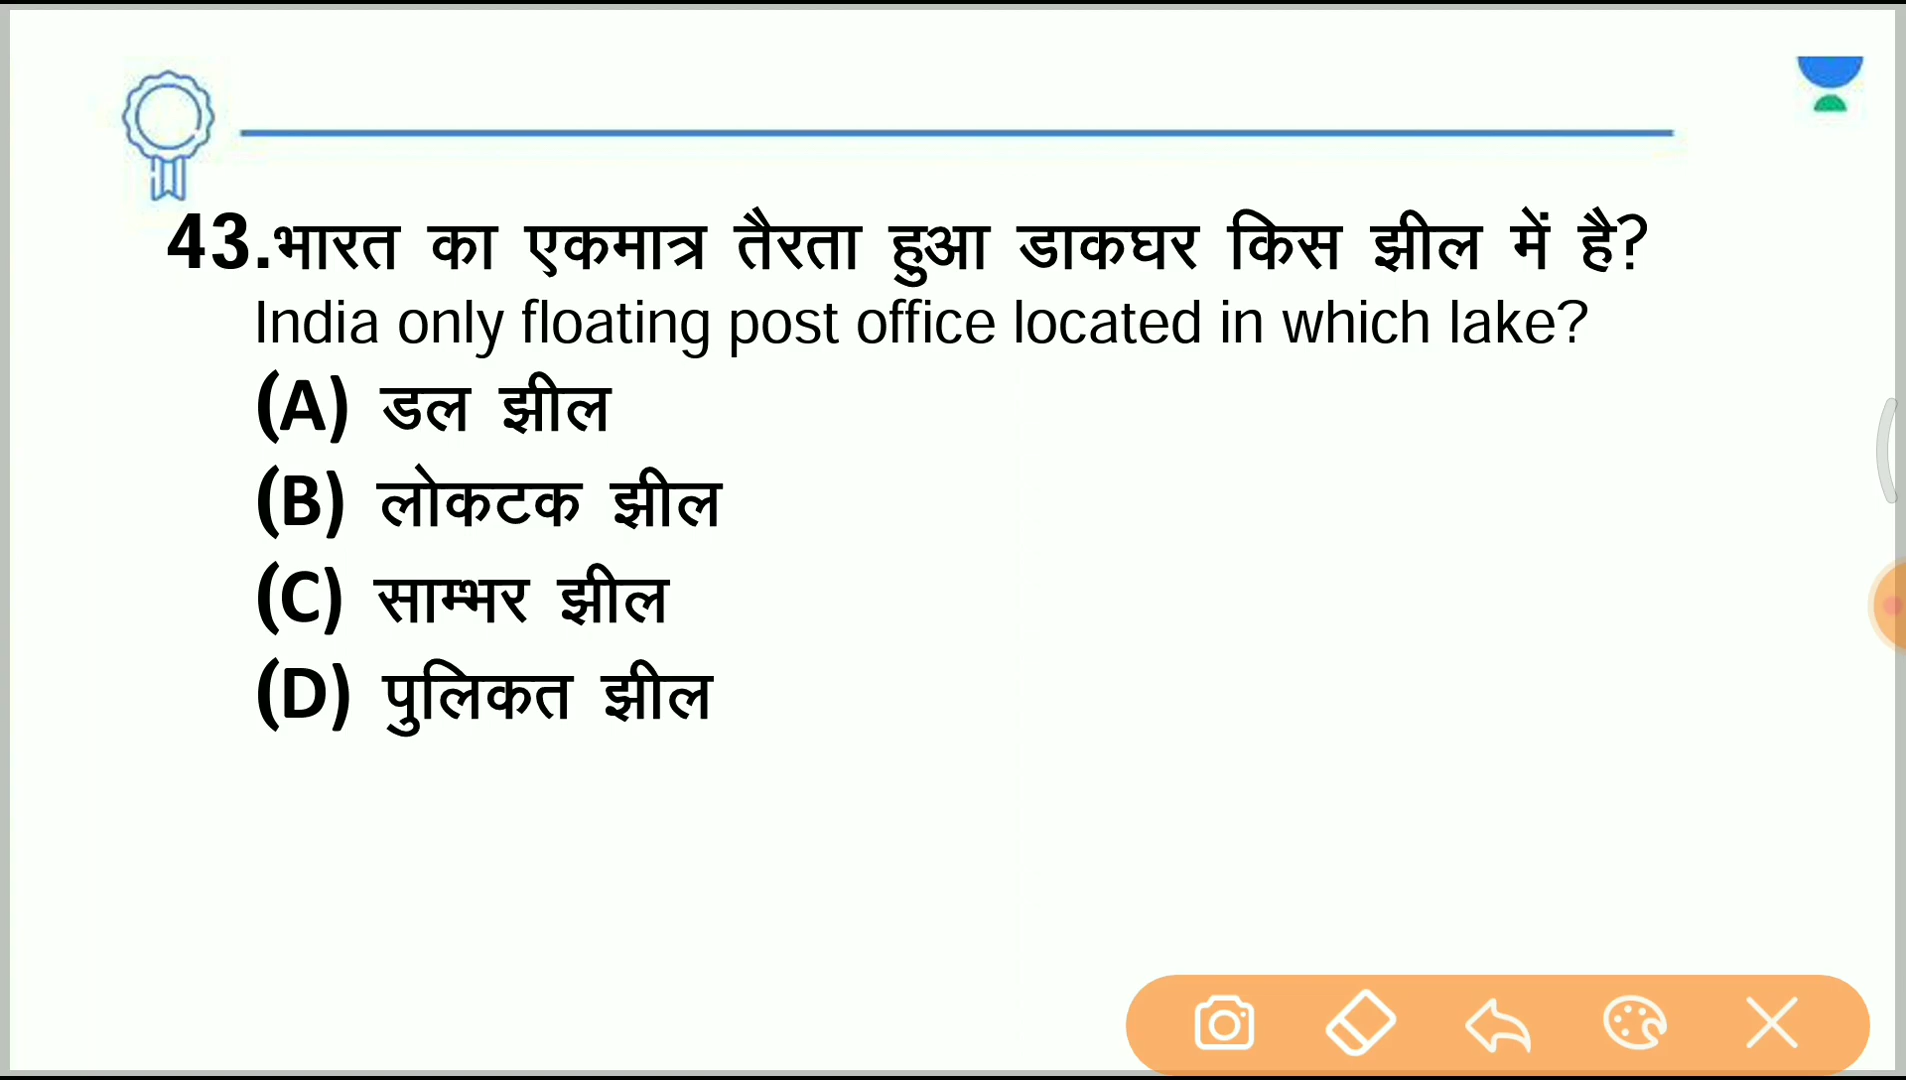 43.भारत का एकमात्र तैरता हुआ डाकघर किस झील में है?
India only floating post office located in which lake?
(A) डल झील
(B) लोकटक झील
(C) साम्भर झील
(D) पुलिकत झील